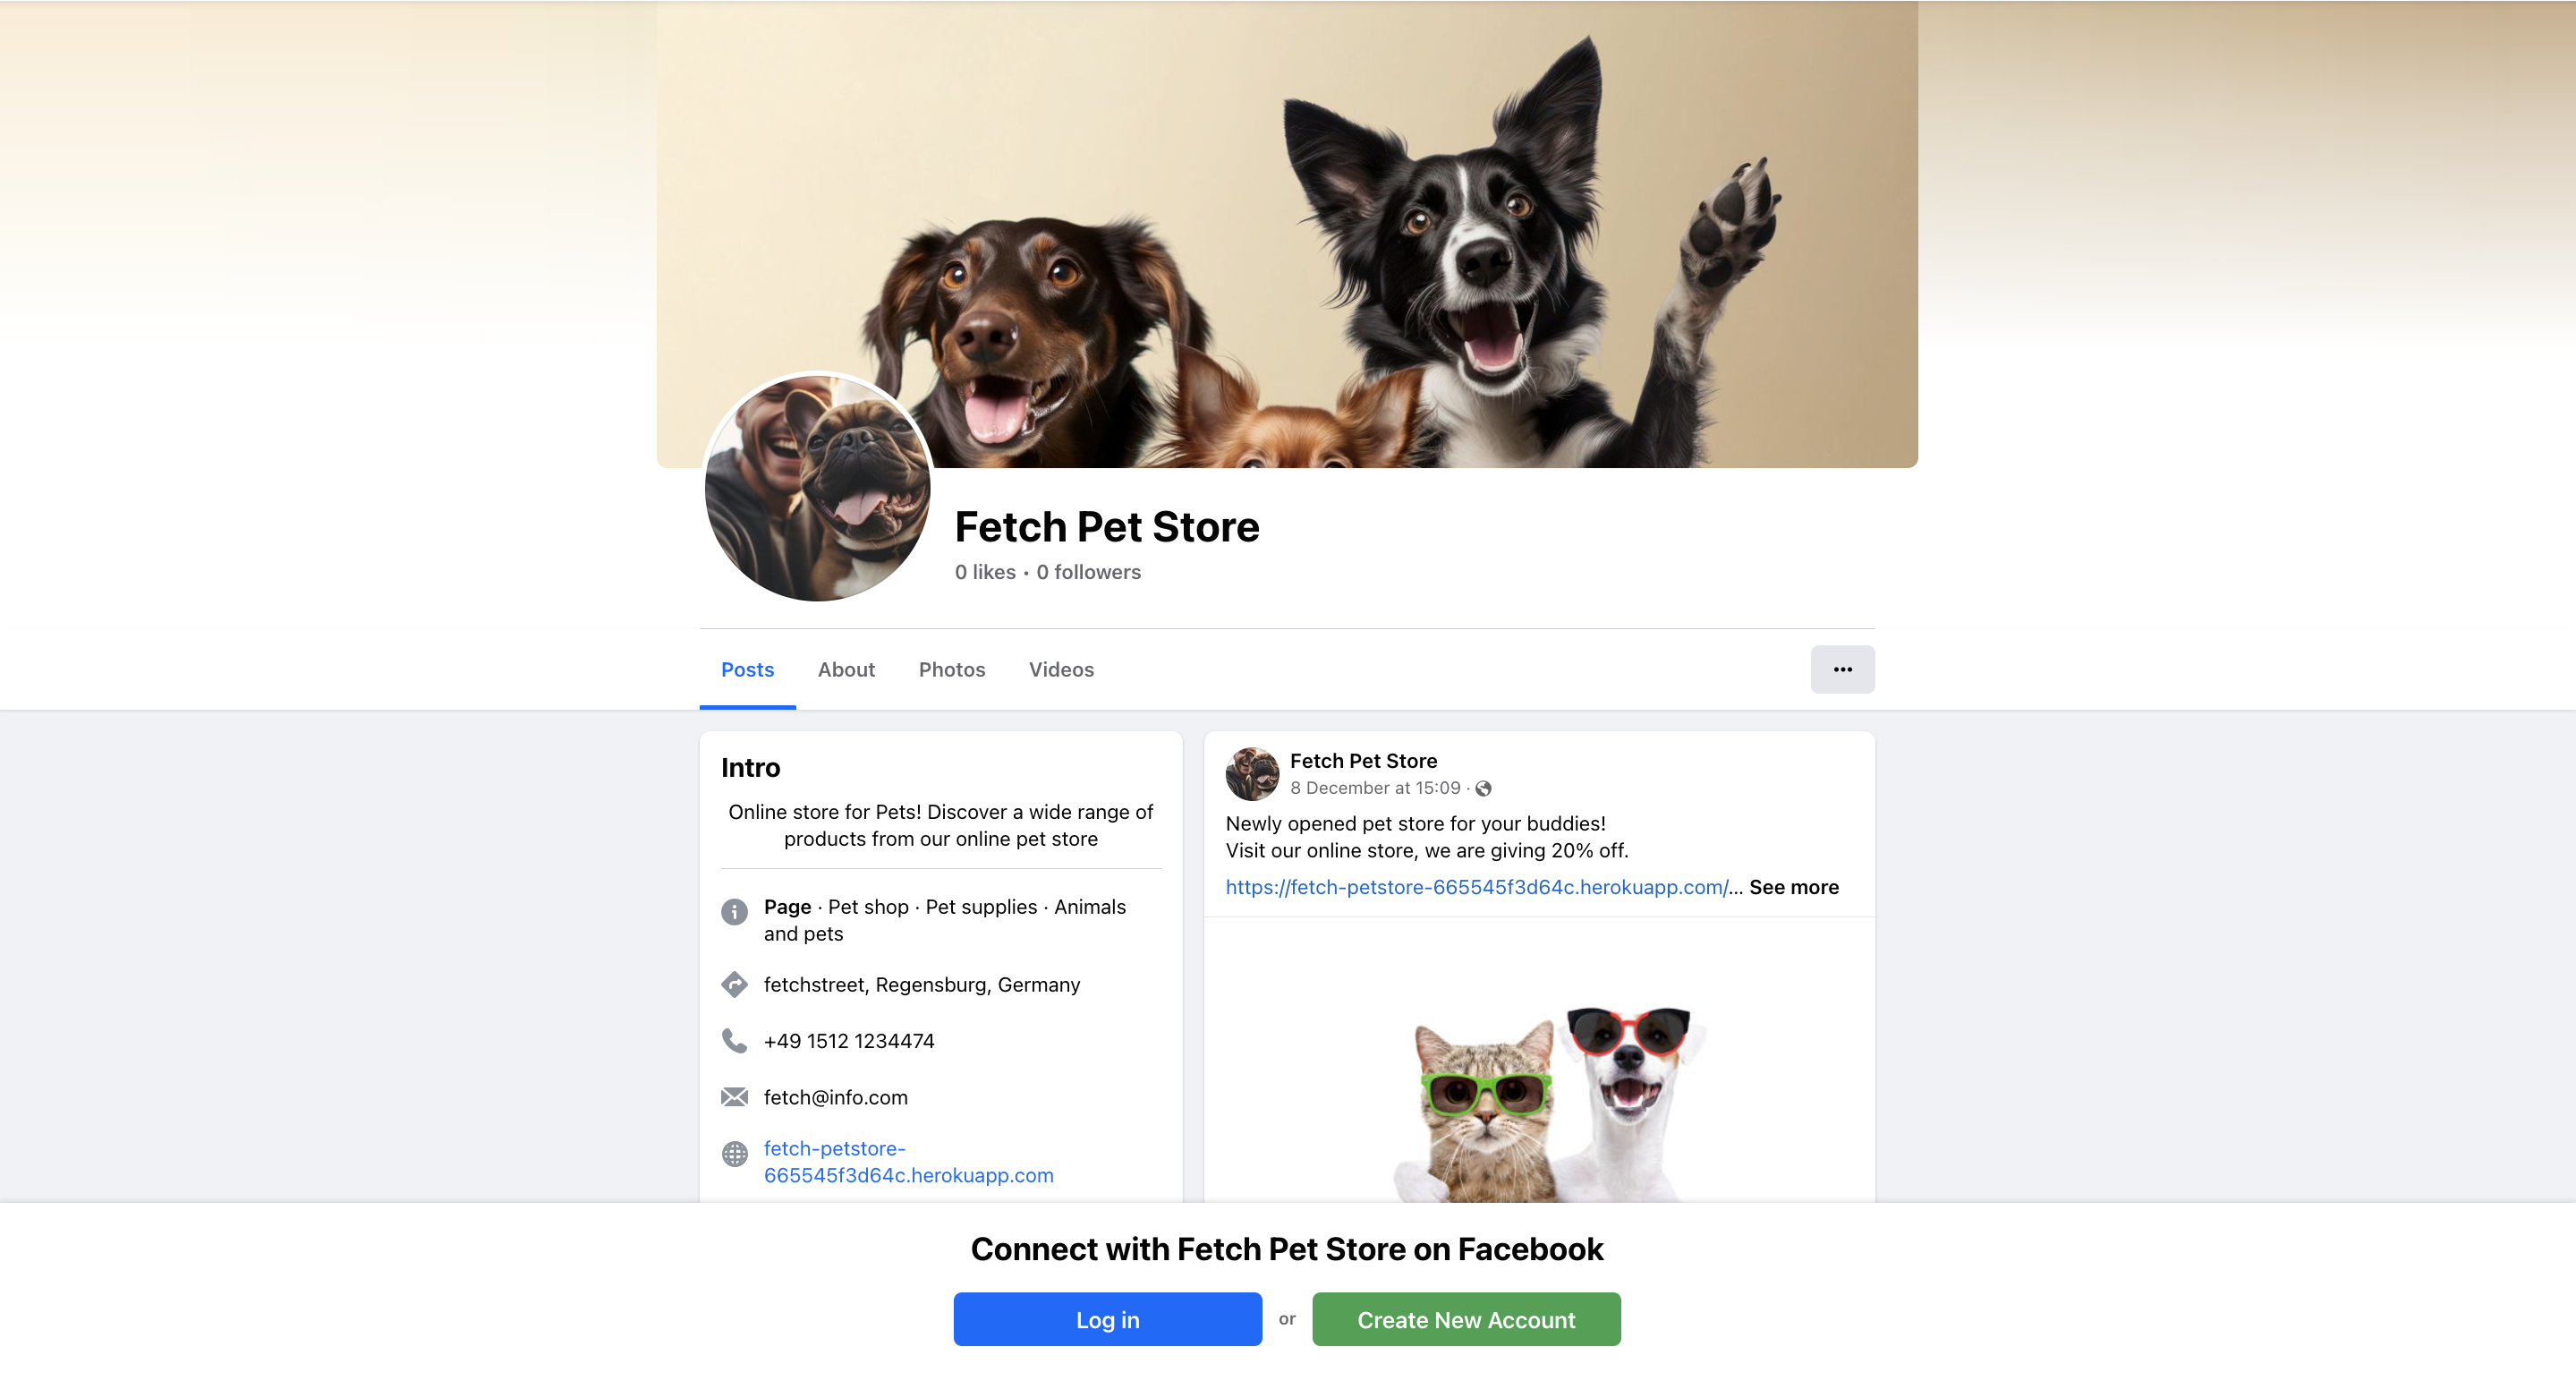 Fetch Pet Store
0 likes • 0 followers
Posts
About
Photos
Videos
Intro
Online store for Pets! Discover a wide range of
products from our online pet store
Page · Pet shop · Pet supplies · Animals
and pets
fetchstreet, Regensburg, Germany
+49 1512 1234474
fetch@info.com
fetch-petstore-
665545f3d64c.herokuapp.com
Fetch Pet Store
8 December at 15:09 ·
Newly opened pet store for your buddies!
Visit our online store, we are giving 20% off.
https://fetch-petstore-665545f3d64c.herokuapp.com/... See more
Connect with Fetch Pet Store on Facebook
Log in
or
Create New Account